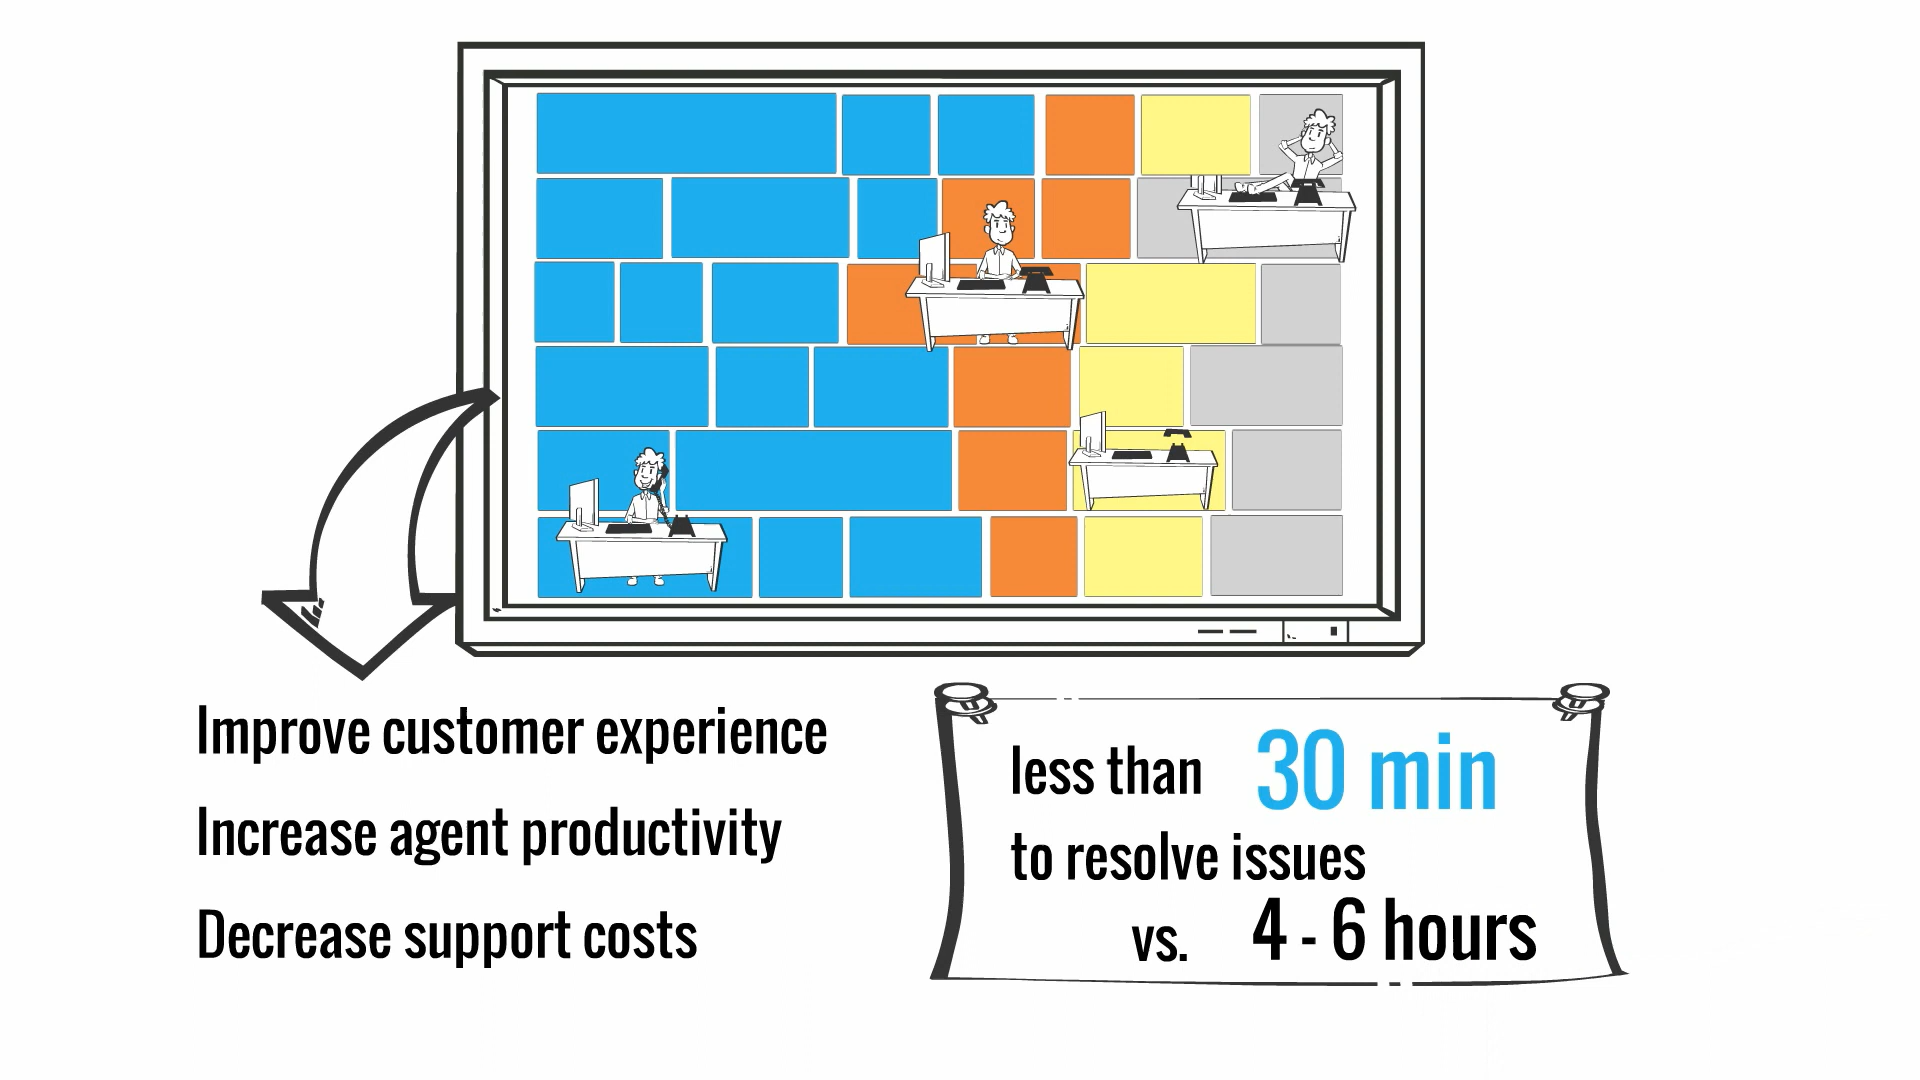 Improve customer experience
Increase agent productivity
Decrease support costs
less than 30 min
to resolve issues
vs. 4 - 6 hours